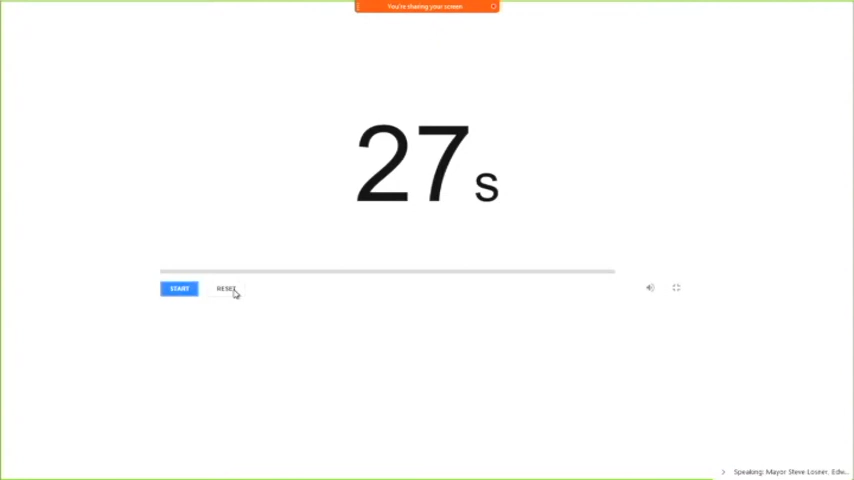 You're sharing your screen
27s
START RESET
Speaking: Mayor Steve Losner, Edw...